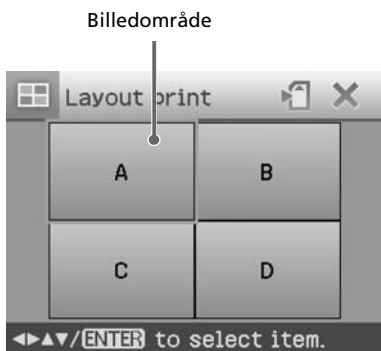 Billedområde
Layout print
A B
C D
◀▶▲▼/ENTER to select item.